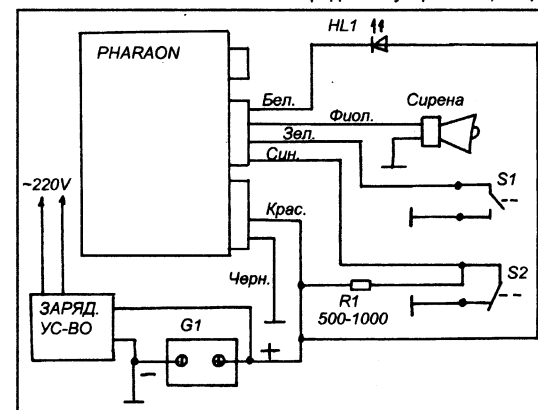 HL1
PHARAON
Бел.
Фиол.
Сирена
Зел.
Син.
~220V
S1
Крас.
S2
Черн.
R1
500-1000
ЗАРЯД.
УС-ВО
G1
+
−